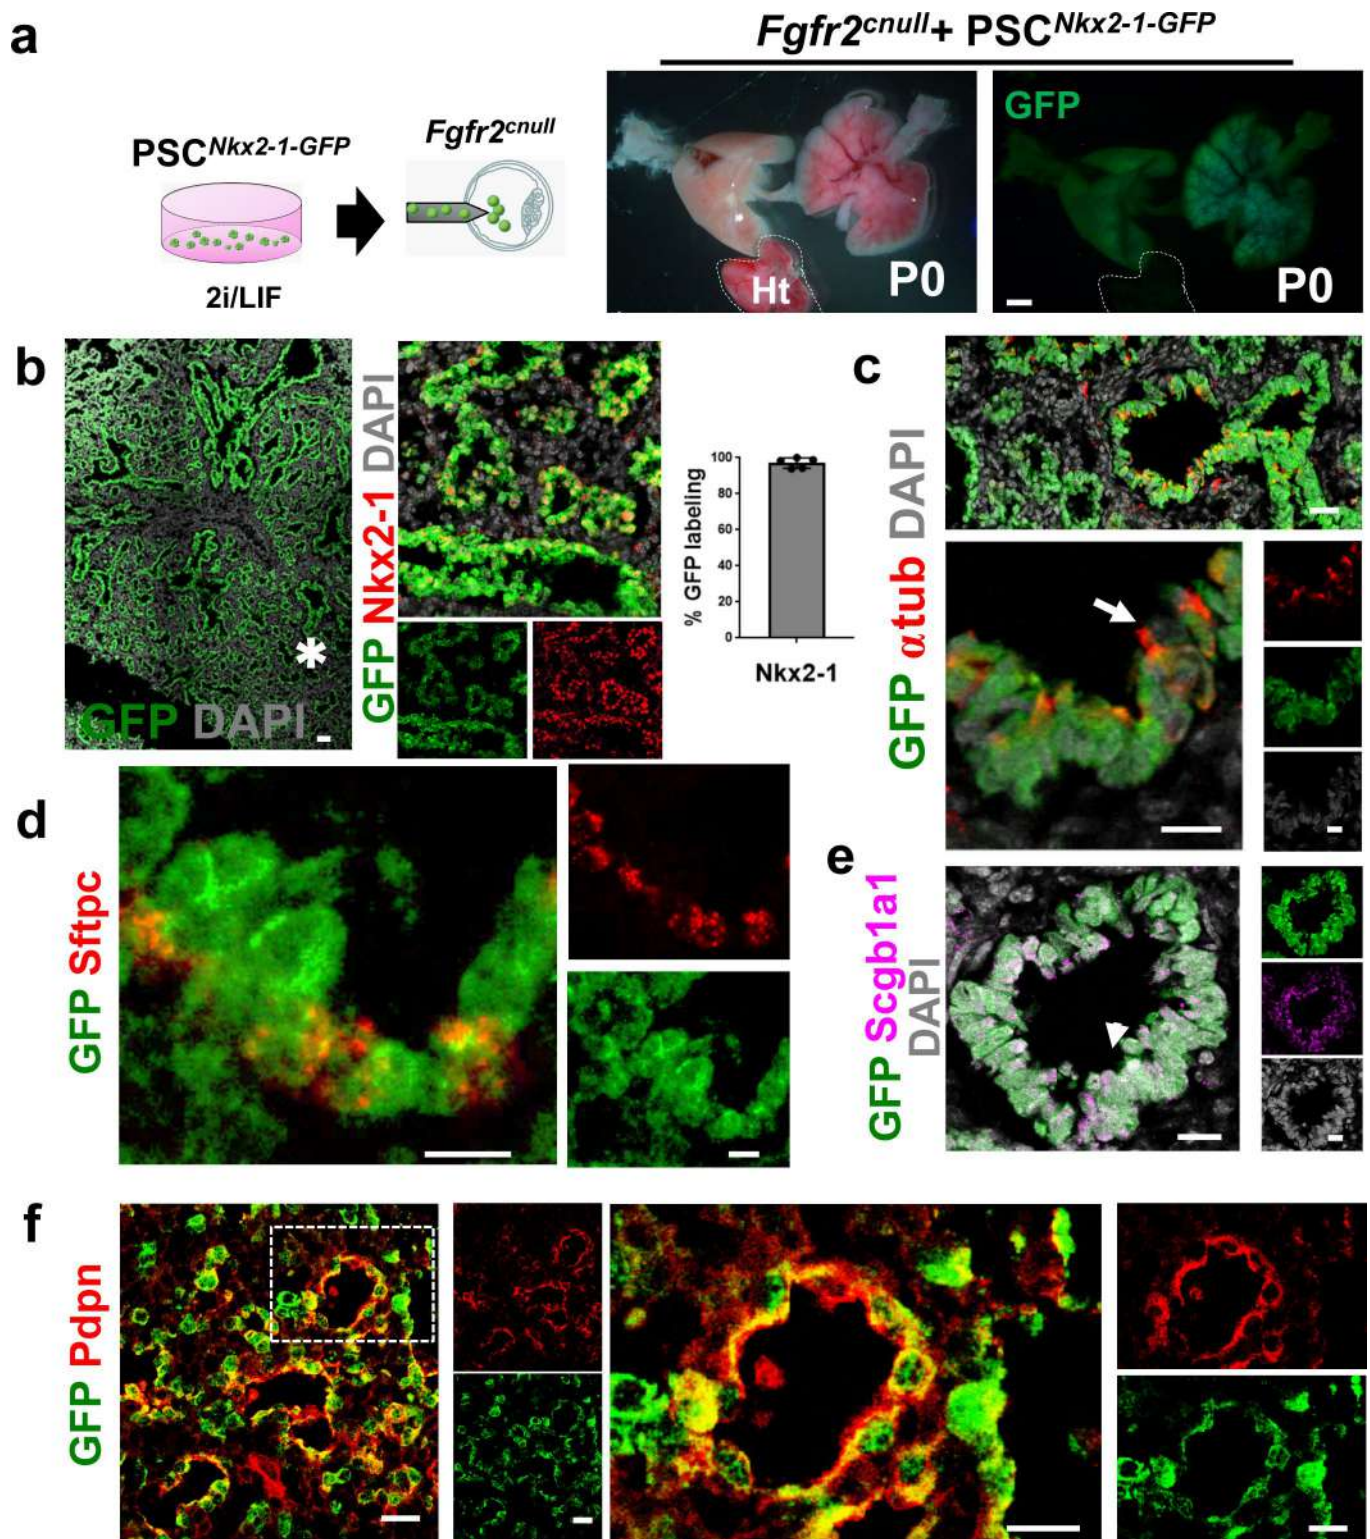 a
Fgfr2cnull+ PSCNkx2-1-GFP
PSCNkx2-1-GFP
Fgfr2cnull
2i/LIF
Ht
P0
GFP
P0
b
GFP DAPI
GFP Nkx2-1 DAPI
% GFP labeling
100
80
60
40
20
0
Nkx2-1
c
GFP αtub DAPI
d
GFP Sftpc
e
GFP Scgb1a1
DAPI
f
GFP Pdpn